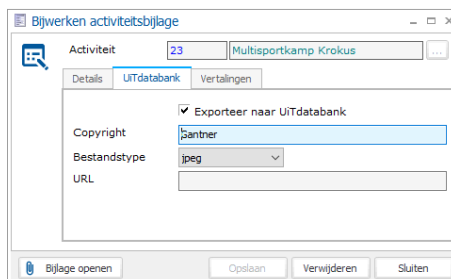 Bijwerken activiteitsbijlage
Activiteit 23 Multisportkamp Krokus ...
Details UiTdatabank Vertalingen
Exporteer naar UiTdatabank
Copyright Gantner
Bestandstype jpeg
URL
Bijlage openen Opslaan Verwijderen Sluiten